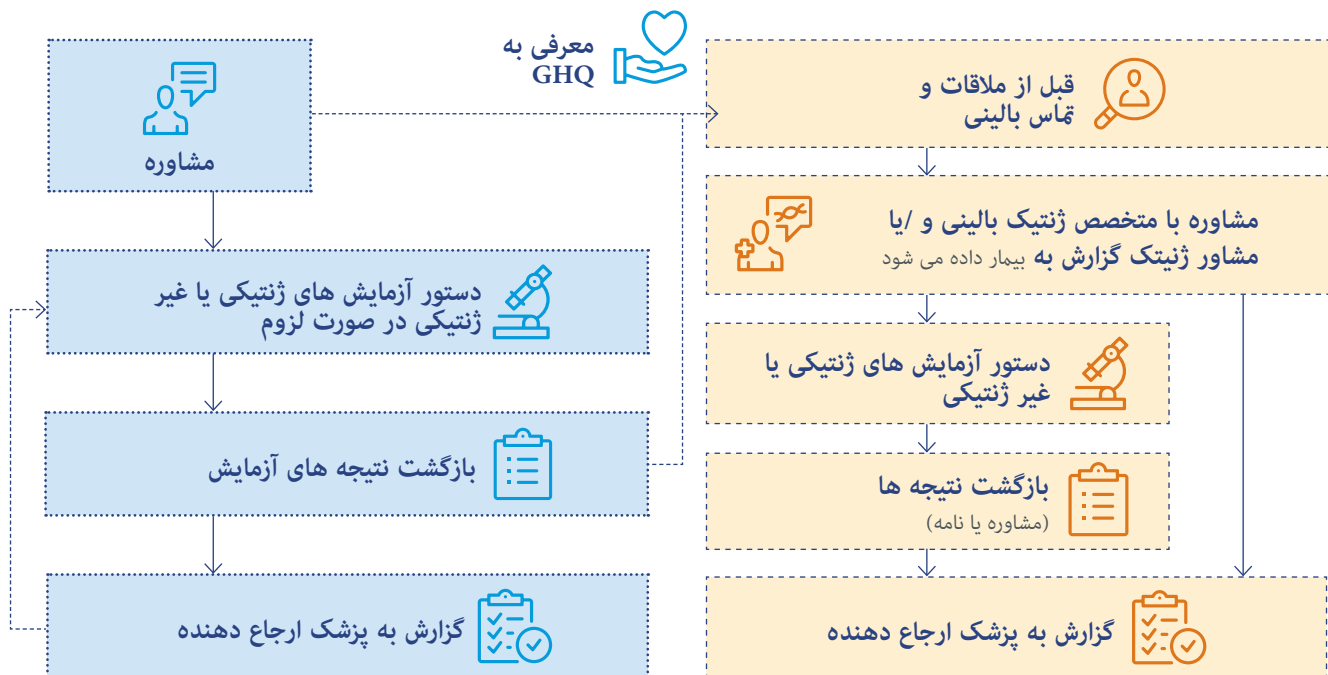 معرفی به
GHQ
قبل از ملاقات و
تماس بالینی
مشاوره با متخصص ژنتیک بالینی و /یا
مشاور ژنیتک گزارش به بیمار داده می شود
دستور آزمایش های ژنتیکی یا
غیر ژنتیکی
بازگشت نتیجه ها
(مشاوره یا نامه)
گزارش به پزشک ارجاع دهنده
مشاوره
دستور آزمایش های ژنتیکی یا غیر
ژنتیکی در صورت لزوم
بازگشت نتیجه های آزمایش
گزارش به پزشک ارجاع دهنده